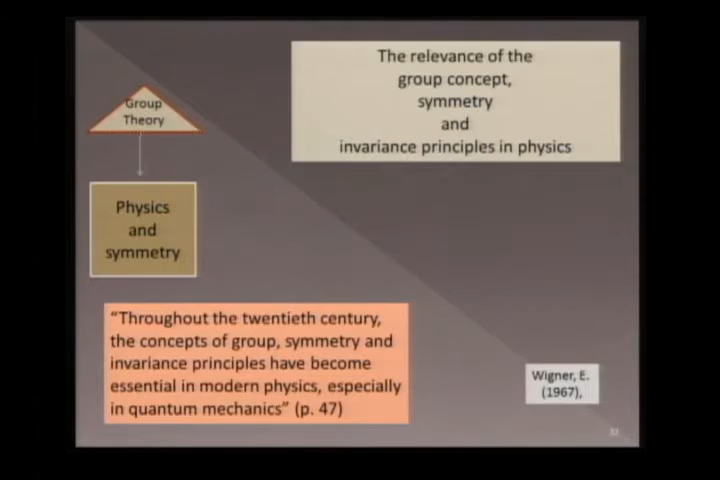 The relevance of the
group concept,
symmetry
and
invariance principles in physics
Group
Theory
Physics
and
symmetry
“Throughout the twentieth century,
the concepts of group, symmetry and
invariance principles have become
essential in modern physics, especially
in quantum mechanics” (p. 47)
Wigner, E.
(1967),